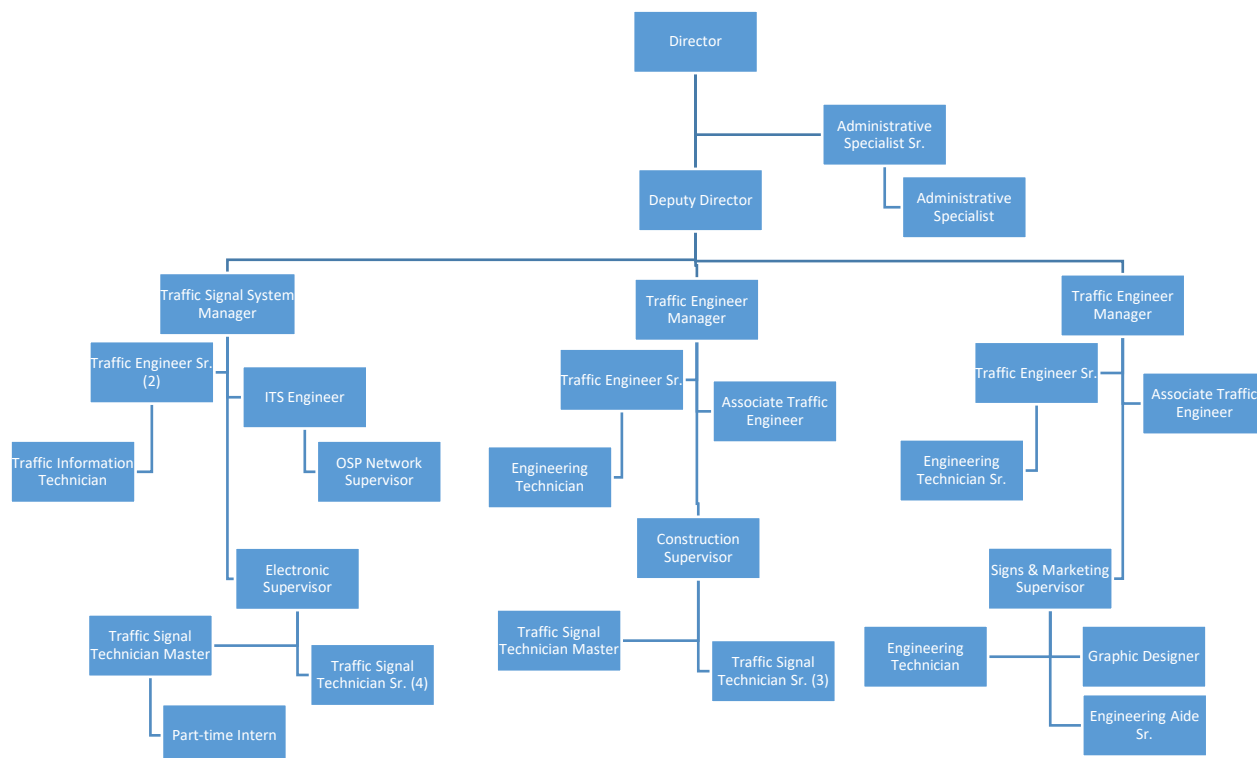 Director
Administrative
Specialist Sr.
Deputy Director
Administrative
Specialist
Traffic Signal System
Manager
Traffic Engineer
Manager
Traffic Engineer
Manager
Traffic Engineer Sr.
(2)
ITS Engineer
Traffic Information
Technician
OSP Network
Supervisor
Traffic Engineer Sr.
Associate Traffic
Engineer
Engineering
Technician
Traffic Engineer Sr.
Associate Traffic
Engineer
Engineering
Technician Sr.
Electronic
Supervisor
Construction
Supervisor
Signs & Marketing
Supervisor
Traffic Signal
Technician Master
Traffic Signal
Technician Sr. (4)
Part-time Intern
Traffic Signal
Technician Master
Traffic Signal
Technician Sr. (3)
Engineering
Technician
Graphic Designer
Engineering Aide
Sr.